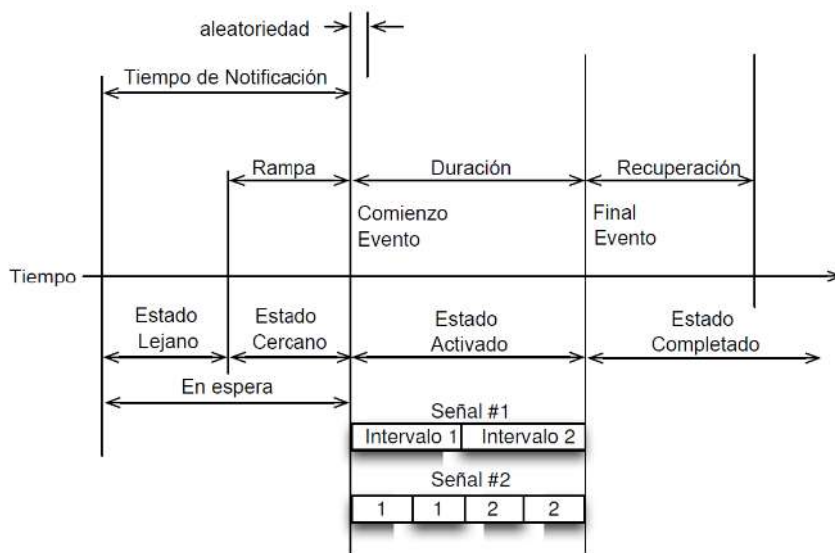 aleatoriedad
Tiempo de Notificación
Rampa
Duración
Recuperación
Comienzo
Evento
Final
Evento
Tiempo
Estado
Lejano
Estado
Cercano
Estado
Activado
Estado
Completado
En espera
Señal #1
Intervalo 1 Intervalo 2
Señal #2
1 1 2 2